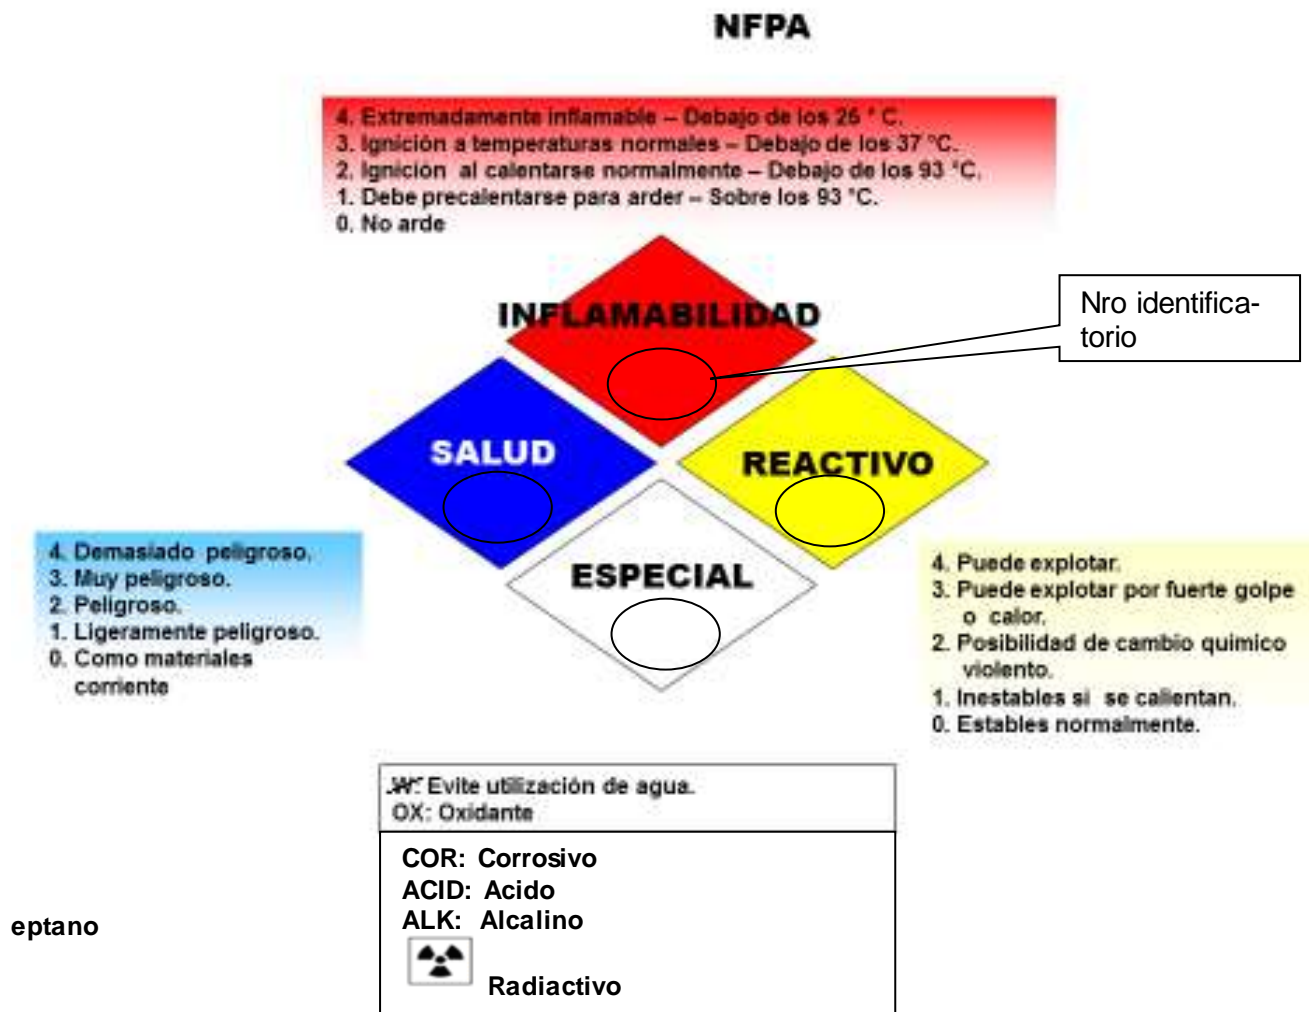 NFPA
4. Extremadamente inflamable – Debajo de los 25 ° C.
3. Ignición a temperaturas normales – Debajo de los 37 °C.
2. Ignición al calentarse normalmente – Debajo de los 93 °C.
1. Debe precalentarse para arder – Sobre los 93 °C.
0. No arde
INFLAMABILIDAD
Nro identifica-
torio
SALUD
REACTIVO
ESPECIAL
4. Demasiado peligroso.
3. Muy peligroso.
2. Peligroso.
1. Ligeramente peligroso.
0. Como materiales
corriente
4. Puede explotar.
3. Puede explotar por fuerte golpe
o calor.
2. Posibilidad de cambio quimico
violento.
1. Inestables si se calientan.
0. Estables normalmente.
W: Evite utilización de agua.
OX: Oxidante
COR: Corrosivo
ACID: Acido
ALK: Alcalino
Radiactivo
eptano